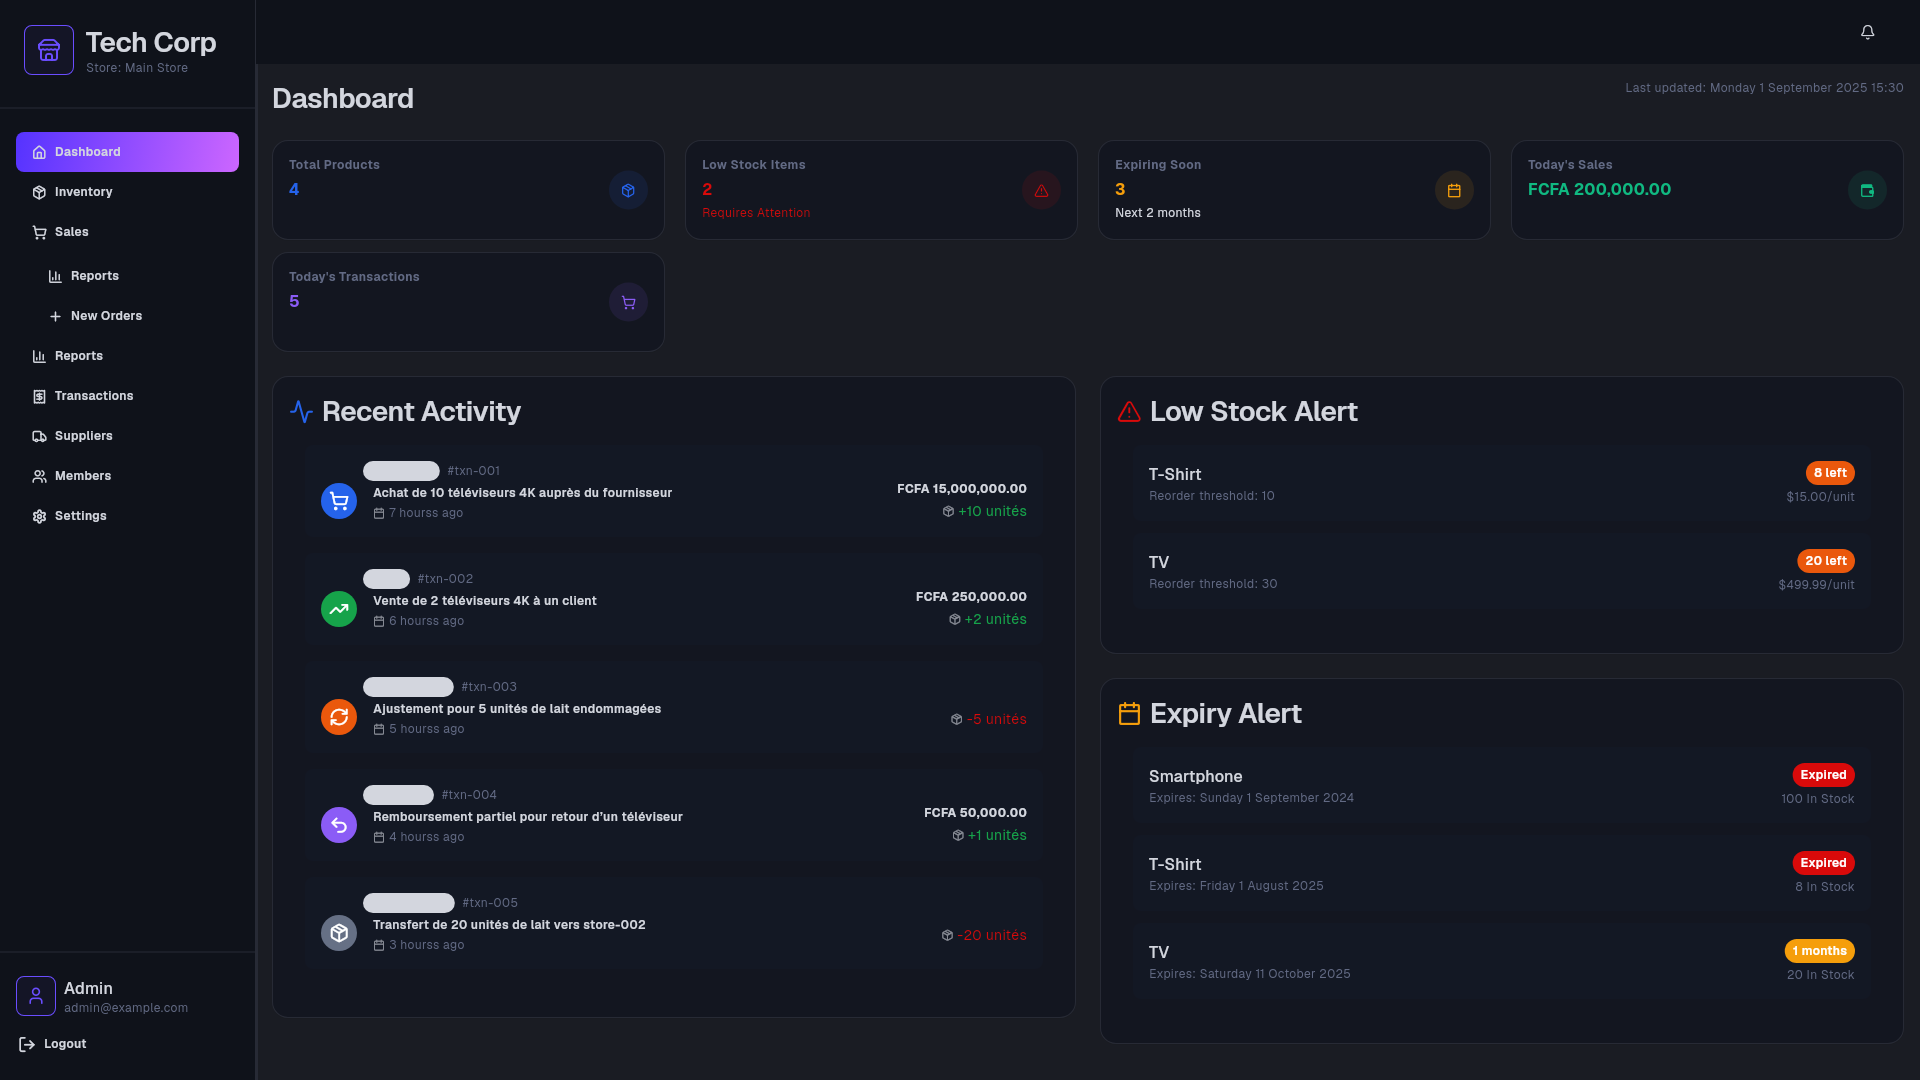 Tech Corp
Store: Main Store
Dashboard
Inventory
Sales
Reports
New Orders
Reports
Transactions
Suppliers
Members
Settings
Admin
admin@example.com
Logout
Dashboard
Last updated: Monday 1 September 2025 15:30
Total Products
4
Low Stock Items
2
Requires Attention
Expiring Soon
3
Next 2 months
Today's Sales
FCFA 200,000.00
Today's Transactions
5
Recent Activity
#txn-001
Achat de 10 téléviseurs 4K auprès du fournisseur
7 hourss ago
FCFA 15,000,000.00
+10 unités
#txn-002
Vente de 2 téléviseurs 4K à un client
6 hourss ago
FCFA 250,000.00
+2 unités
#txn-003
Ajustement pour 5 unités de lait endommagées
5 hourss ago
-5 unités
#txn-004
Remboursement partiel pour retour d’un téléviseur
4 hourss ago
FCFA 50,000.00
+1 unités
#txn-005
Transfert de 20 unités de lait vers store-002
3 hourss ago
-20 unités
Low Stock Alert
T-Shirt
Reorder threshold: 10
8 left
$15.00/unit
TV
Reorder threshold: 30
20 left
$499.99/unit
Expiry Alert
Smartphone
Expires: Sunday 1 September 2024
Expired
100 In Stock
T-Shirt
Expires: Friday 1 August 2025
Expired
8 In Stock
TV
Expires: Saturday 11 October 2025
1 months
20 In Stock